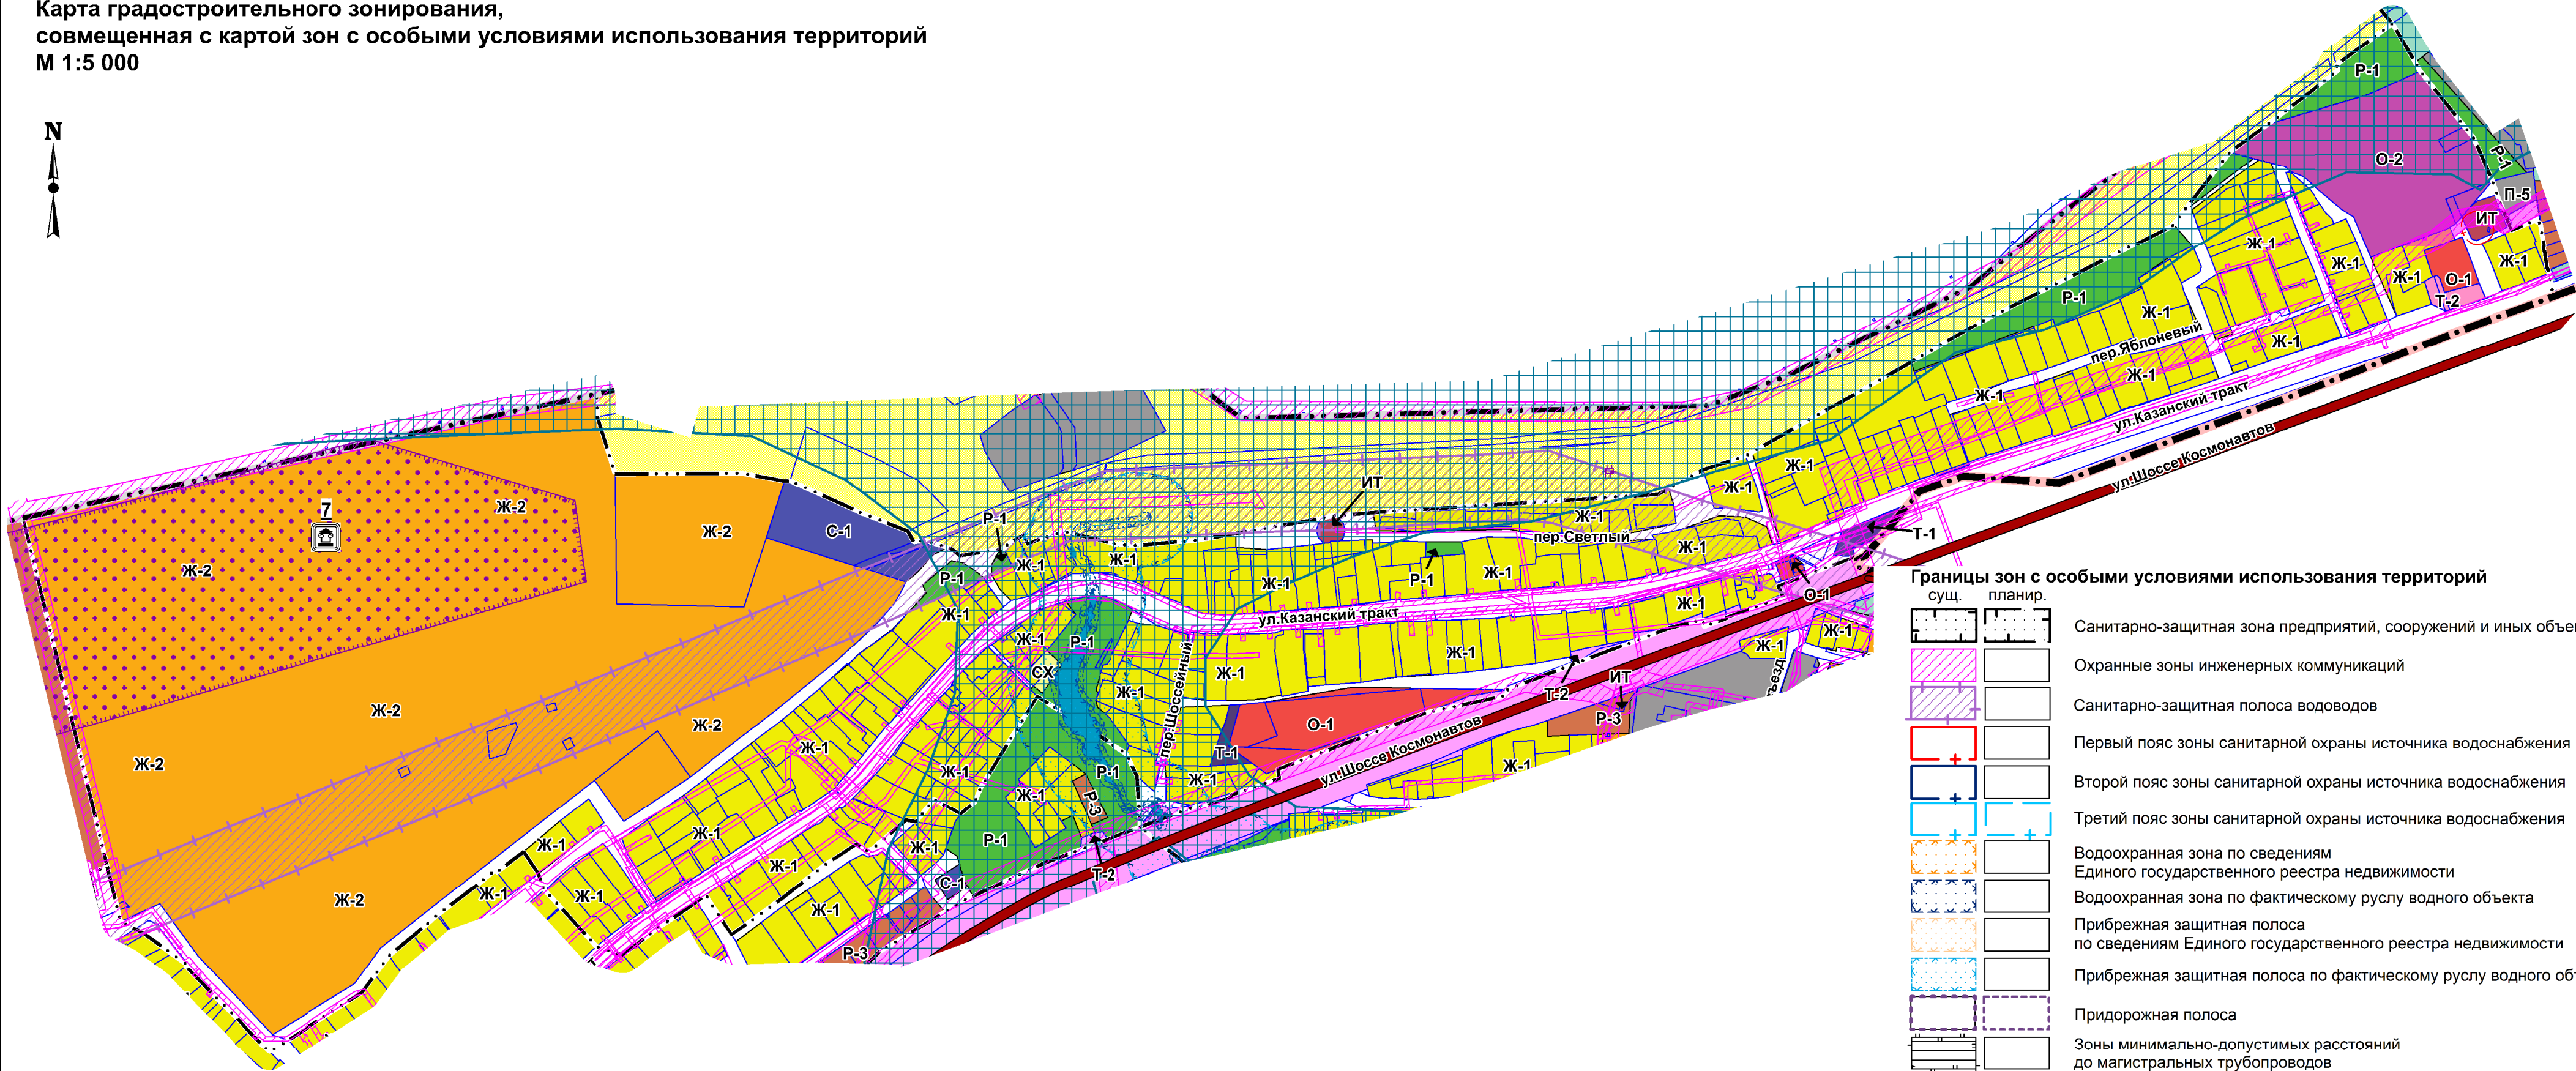 Карта градостроительного зонирования,
совмещенная с картой зон с особыми условиями использования территорий
М 1:5 000
N
Р-1
О-2
Р-1
П-5
ИТ
Ж-1
Ж-1
Ж-1
О-1
Ж-1
Т-2
Р-1
Ж-1
пер.Яблоневый
Ж-1
Ж-1
Ж-1
ул.Казанский тракт
ул.Шоссе Космонавтов
Ж-1
Ж-1
ИТ
7
Ж-2
Ж-2
Ж-2
С-1
Р-1
Ж-1
пер.Светлый
Ж-1
Т-1
Р-1
Ж-1
Ж-1
Ж-1
Р-1
Ж-1
Ж-1
О-1
ул.Казанский тракт
Ж-1
Ж-1
Р-1
Ж-1
Ж-1
Ж-1
СХ
Ж-1
Ж-1
пер.Шоссейный
Т-2
ИТ
ъезд
Р-3
Ж-2
Ж-2
Ж-2
О-1
ул.Шоссе Космонавтов
Т-1
Ж-1
Ж-1
Р-1
Ж-1
Ж-1
Ж-1
Р-3
Ж-1
Р-1
Ж-1
Ж-1
Ж-1
Т-2
С-1
Ж-2
Ж-1
Ж-1
Ж-1
Р-3
Границы зон с особыми условиями использования территорий
сущ. планир.
Санитарно-защитная зона предприятий, сооружений и иных объе
Охранные зоны инженерных коммуникаций
Санитарно-защитная полоса водоводов
Первый пояс зоны санитарной охраны источника водоснабжения
Второй пояс зоны санитарной охраны источника водоснабжения
Третий пояс зоны санитарной охраны источника водоснабжения
Водоохранная зона по сведениям
Единого государственного реестра недвижимости
Водоохранная зона по фактическому руслу водного объекта
Прибрежная защитная полоса
по сведениям Единого государственного реестра недвижимости
Прибрежная защитная полоса по фактическому руслу водного об
Придорожная полоса
Зоны минимально-допустимых расстояний
до магистральных трубопроводов